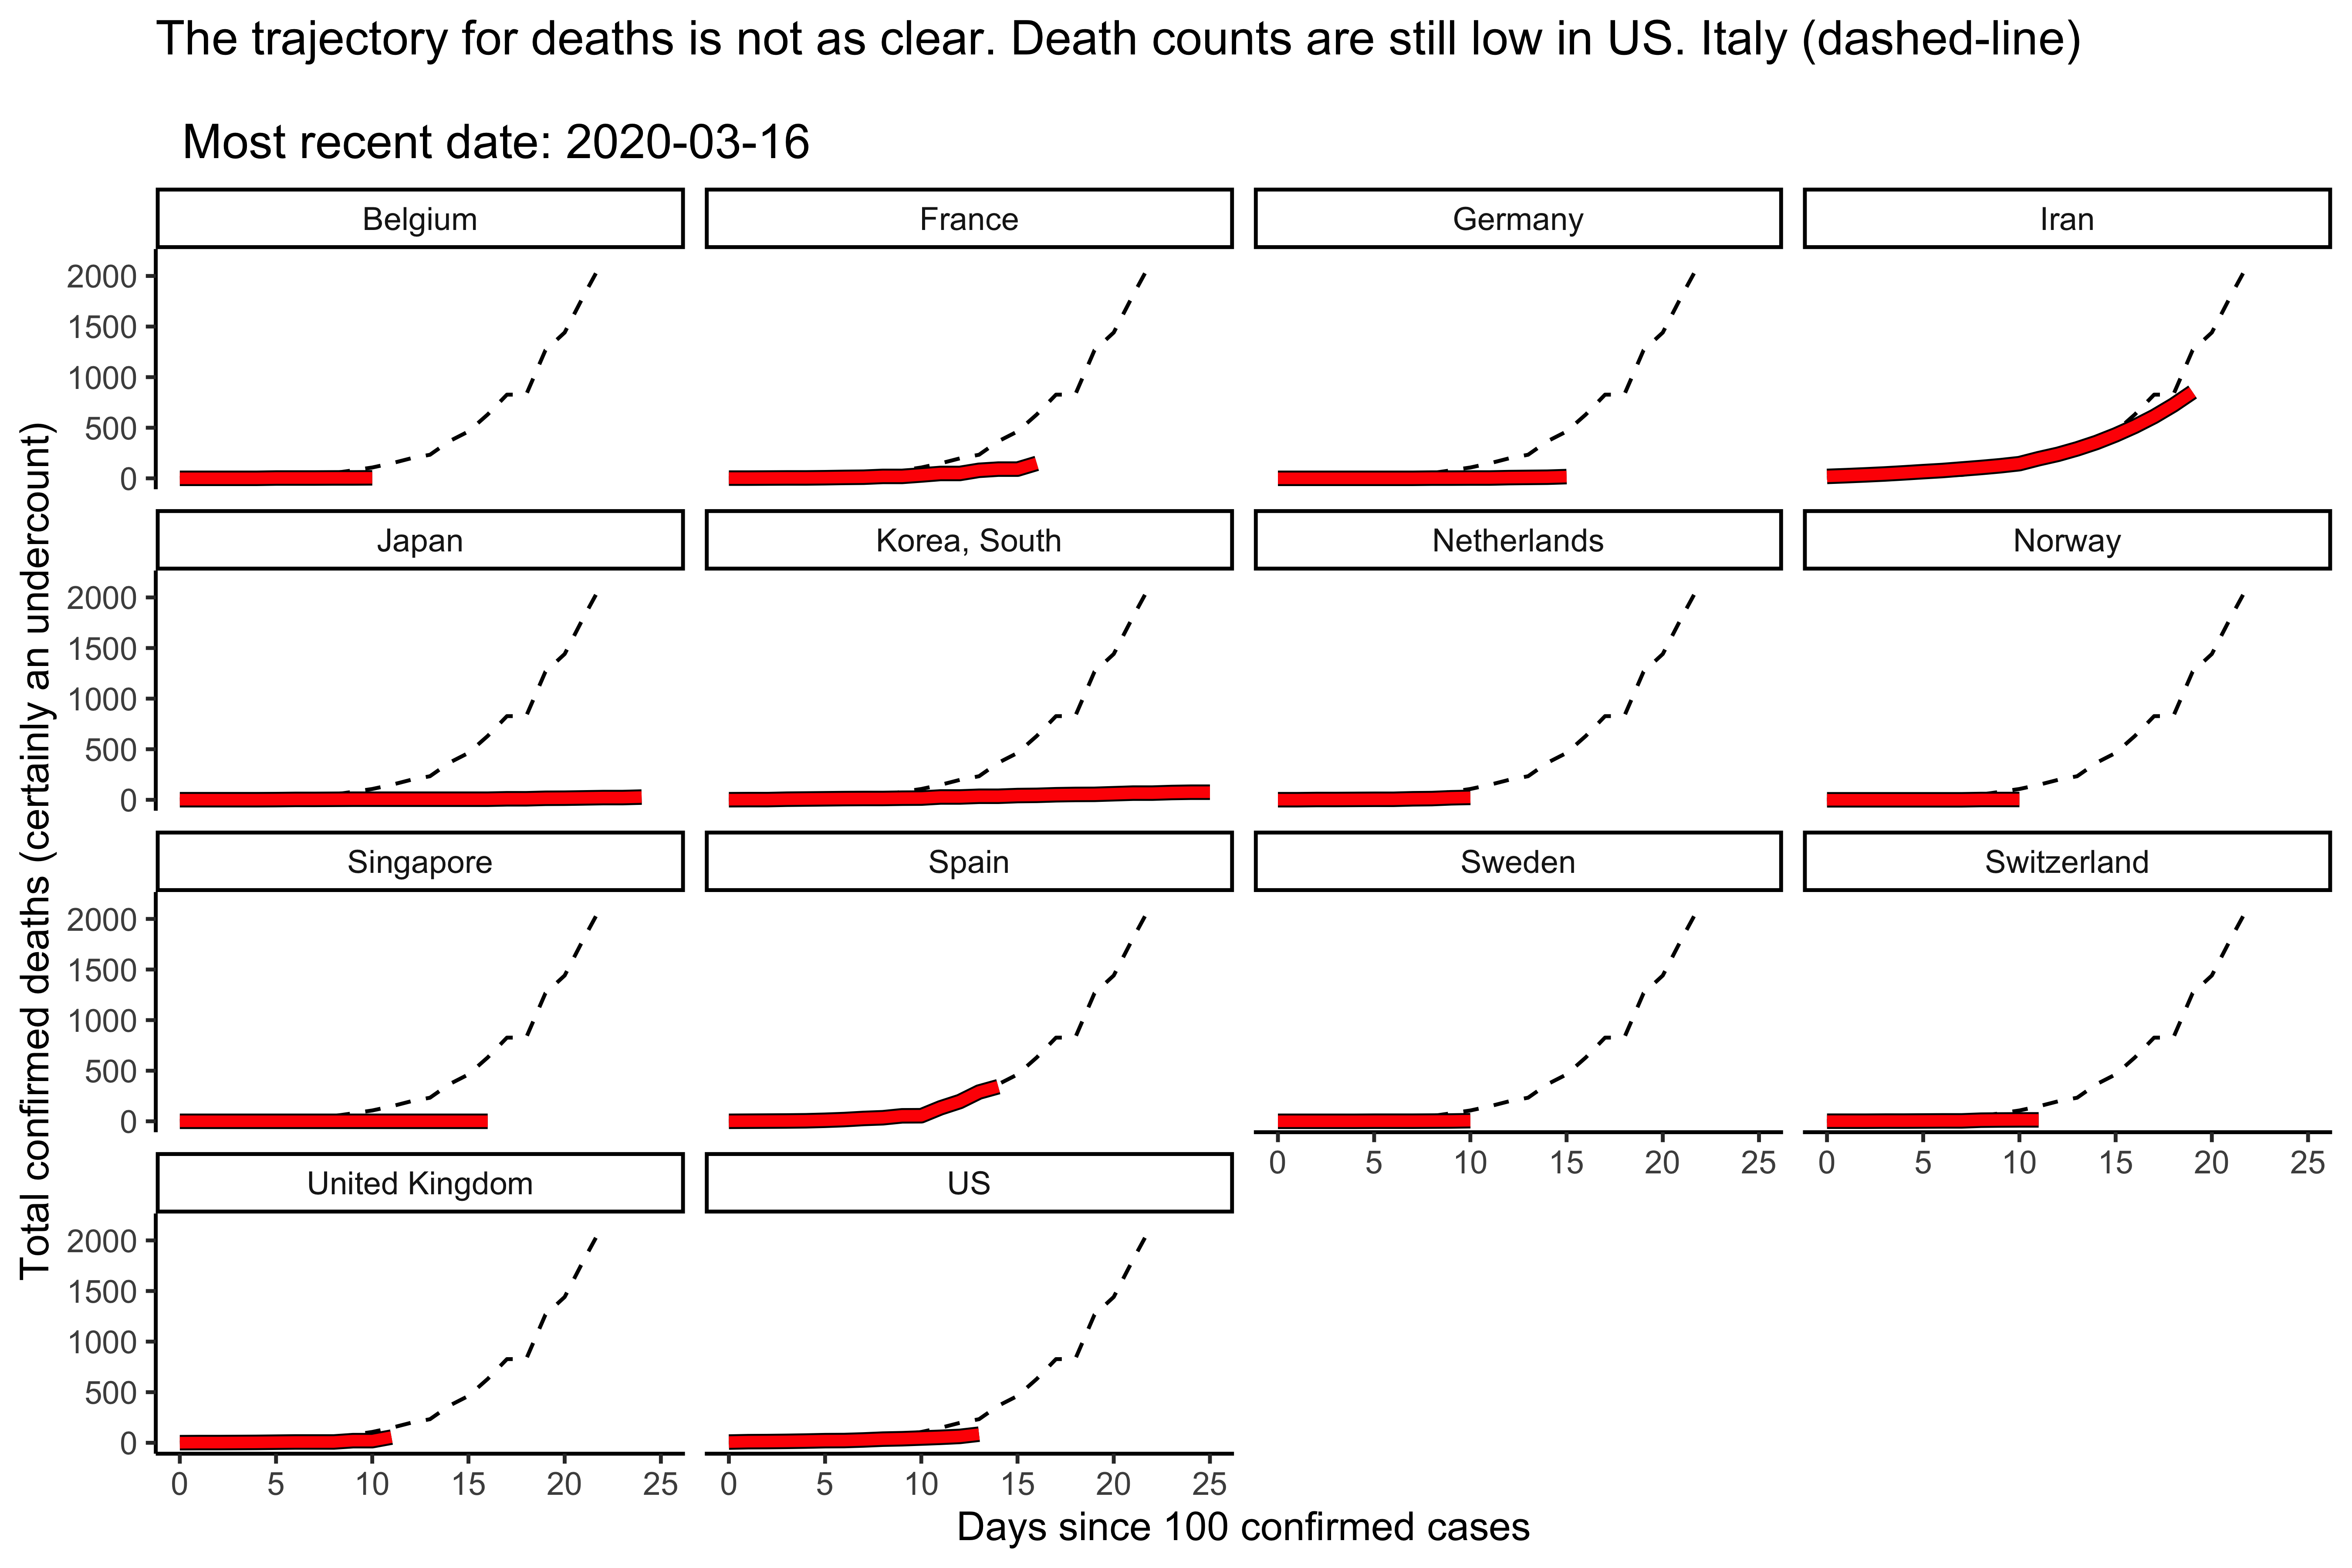 The trajectory for deaths is not as clear. Death counts are still low in US. Italy (dashed-line)
Most recent date: 2020-03-16
Total confirmed deaths (certainly an undercount)
Belgium
France
Germany
Iran
2000
1500
1000
500
0
Japan
Korea, South
Netherlands
Norway
2000
1500
1000
500
0
Singapore
Spain
Sweden
Switzerland
2000
1500
1000
500
0
0 5 10 15 20 25
0 5 10 15 20 25
United Kingdom
US
2000
1500
1000
500
0
0 5 10 15 20 25
0 5 10 15 20 25
Days since 100 confirmed cases